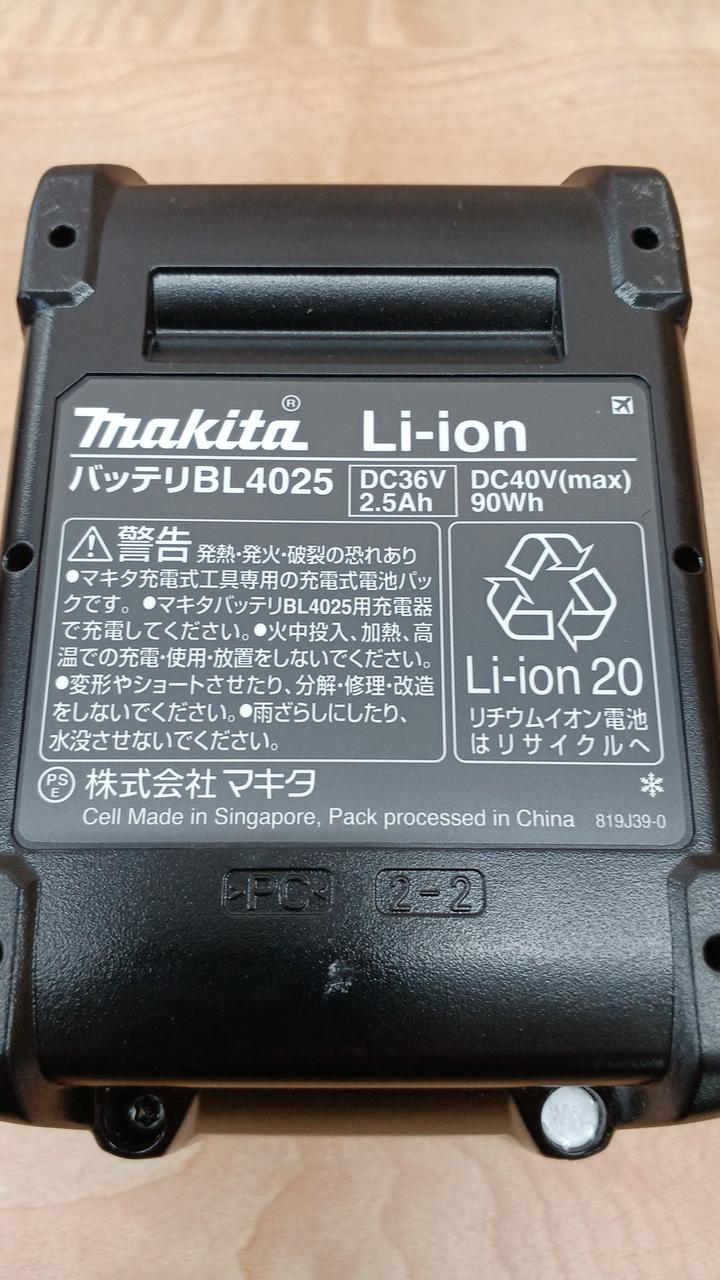 makita® Li-ion
バッテリBL4025 DC36V 2.5Ah DC40V(max) 90Wh
警告 発熱・発火・破裂の恐れあり
●マキタ充電式工具専用の充電式電池パッ
クです。●マキタバッテリBL4025用充電器
で充電してください。●火中投入、加熱、高
温での充電・使用・放置をしないでください。
●変形やショートさせたり、分解・修理・改造
をしないでください。●雨ざらしにしたり、
水没させないでください。
Li-ion 20
リチウムイオン電池
はリサイクルへ
PSE 株式会社マキタ
Cell Made in Singapore, Pack processed in China 819J39-0
>PC< 2-2